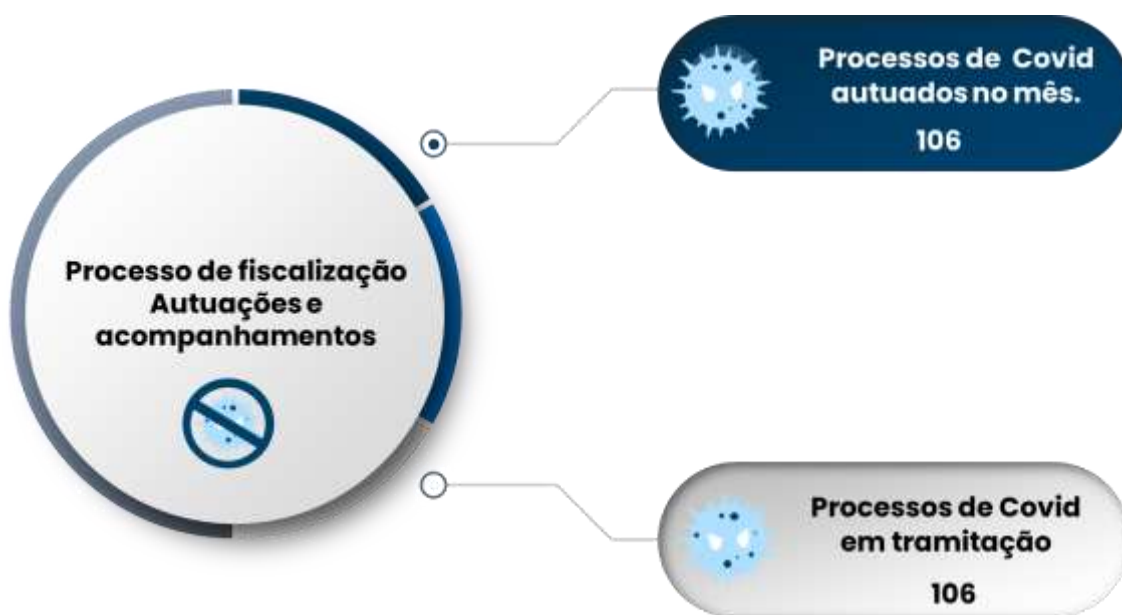 Processos de Covid
autuados no mês.
106
Processo de fiscalização
Autuações e
acompanhamentos
Processos de Covid
em tramitação
106